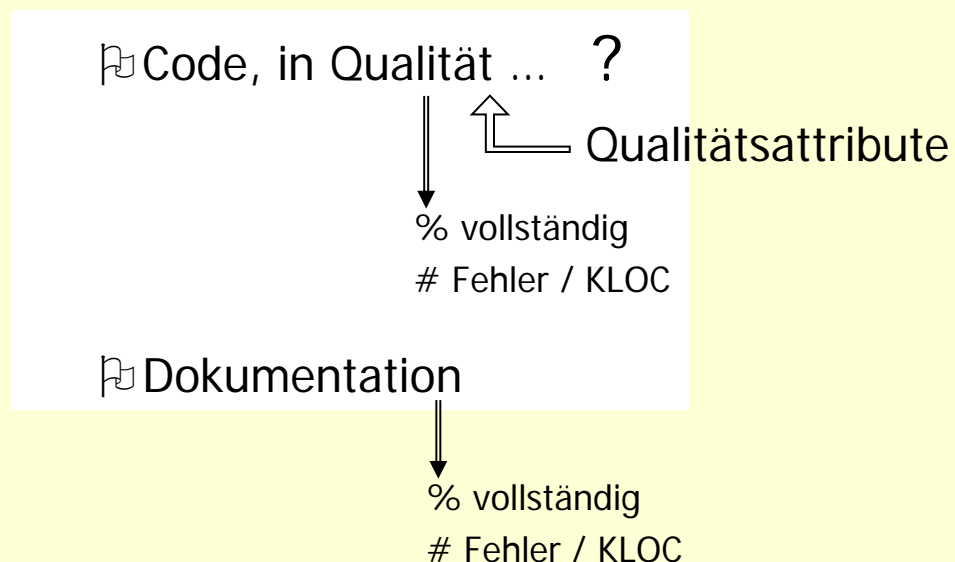 Code, in Qualität ... ?
Qualitätsattribute
% vollständig
# Fehler / KLOC
Dokumentation
% vollständig
# Fehler / KLOC